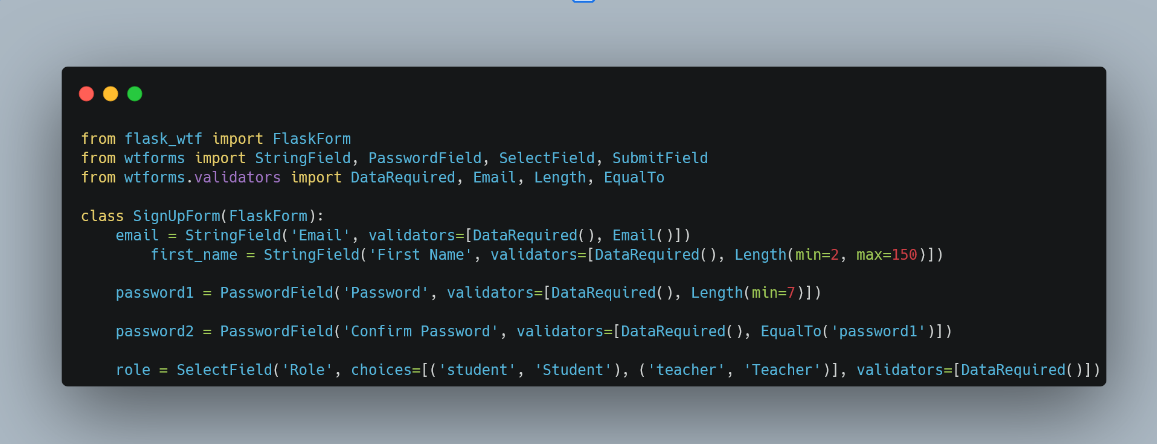 from flask_wtf import FlaskForm
from wtforms import StringField, PasswordField, SelectField, SubmitField
from wtforms.validators import DataRequired, Email, Length, EqualTo

class SignUpForm(FlaskForm):
    email = StringField('Email', validators=[DataRequired(), Email()])
        first_name = StringField('First Name', validators=[DataRequired(), Length(min=2, max=150)])

    password1 = PasswordField('Password', validators=[DataRequired(), Length(min=7)])

    password2 = PasswordField('Confirm Password', validators=[DataRequired(), EqualTo('password1')])

    role = SelectField('Role', choices=[('student', 'Student'), ('teacher', 'Teacher')], validators=[DataRequired()])